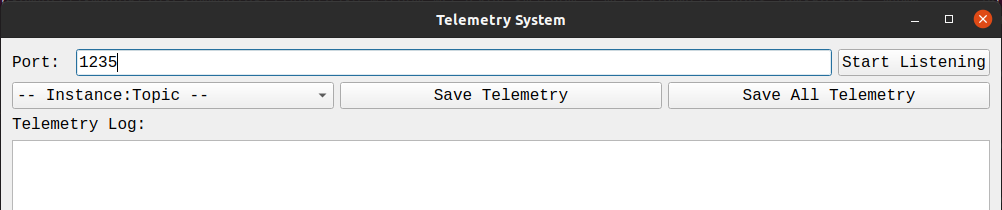 Telemetry System
Port: 1235 Start Listening
-- Instance:Topic -- Save Telemetry Save All Telemetry
Telemetry Log: